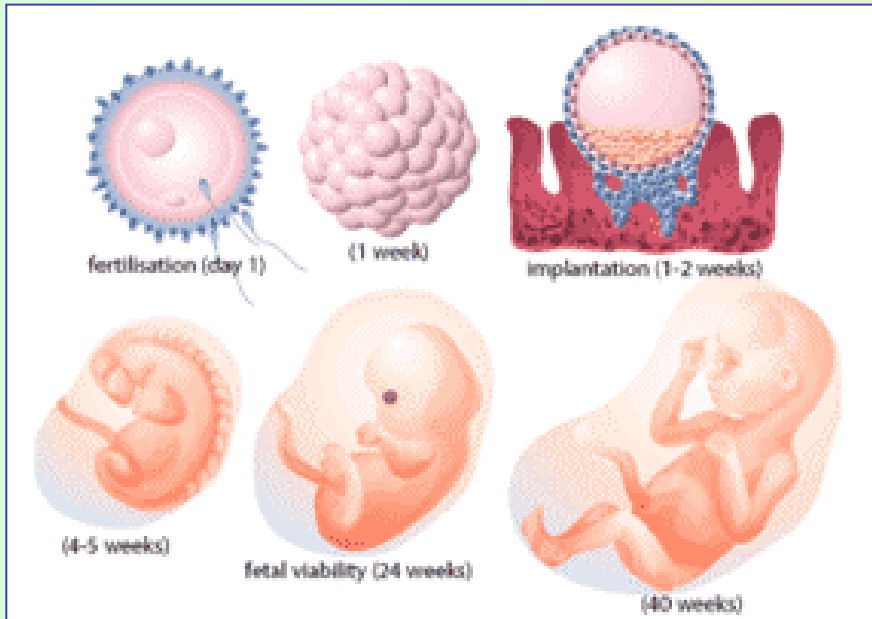 fertilisation (day 1)
(1 week)
implantation (1-2 weeks)
(4-5 weeks)
fetal viability (24 weeks)
(40 weeks)